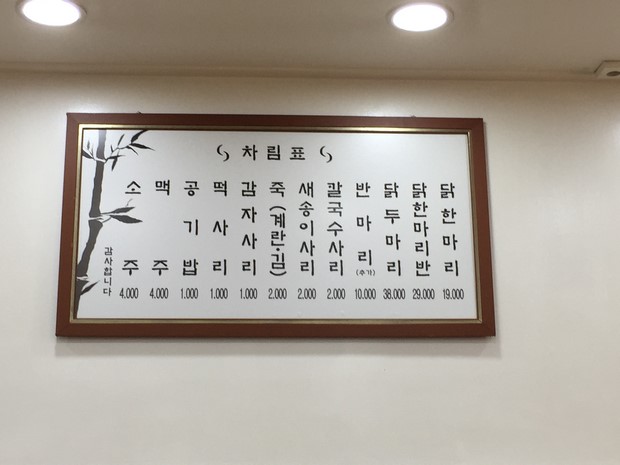 차림표
닭한마리 19.000
닭한마리반 29.000
닭두마리 38.000
반마리(추가) 10.000
칼국수사리 2.000
새송이사리 2.000
죽(계란·김) 2.000
감자사리 1.000
떡사리 1.000
공기밥 1.000
맥주 4.000
소주 4.000
감사합니다